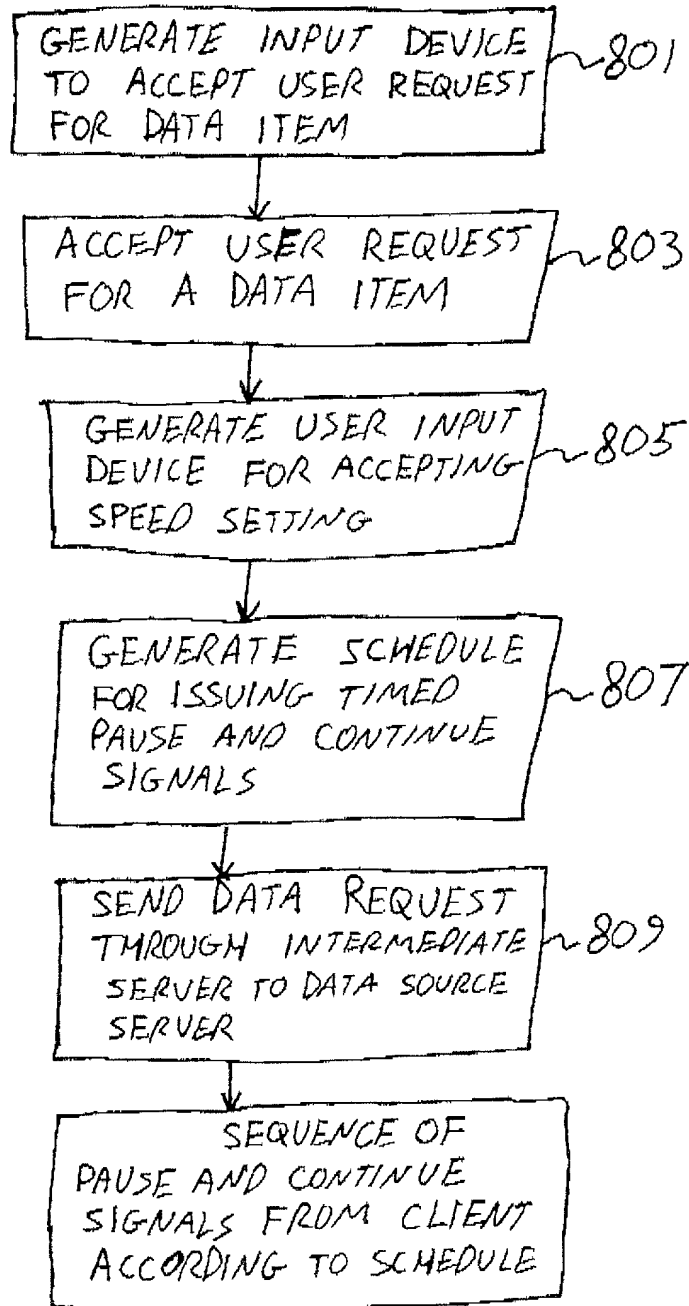 GENERATE INPUT DEVICE 801
TO ACCEPT USER REQUEST
FOR DATA ITEM
ACCEPT USER REQUEST 803
FOR A DATA ITEM
GENERATE USER INPUT 805
DEVICE FOR ACCEPTING
SPEED SETTING
GENERATE SCHEDULE 807
FOR ISSUING TIMED
PAUSE AND CONTINUE
SIGNALS
SEND DATA REQUEST 809
THROUGH INTERMEDIATE
SERVER TO DATA SOURCE
SERVER
SEQUENCE OF
PAUSE AND CONTINUE
SIGNALS FROM CLIENT
ACCORDING TO SCHEDULE